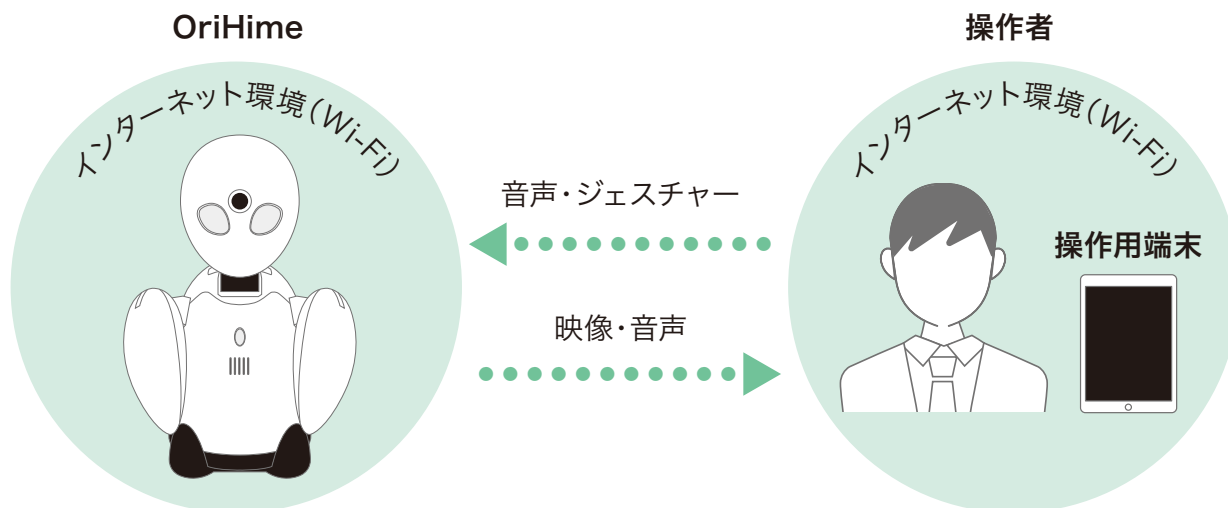 OriHime
インターネット環境(Wi-Fi)
音声・ジェスチャー
映像・音声
操作者
インターネット環境(Wi-Fi)
操作用端末